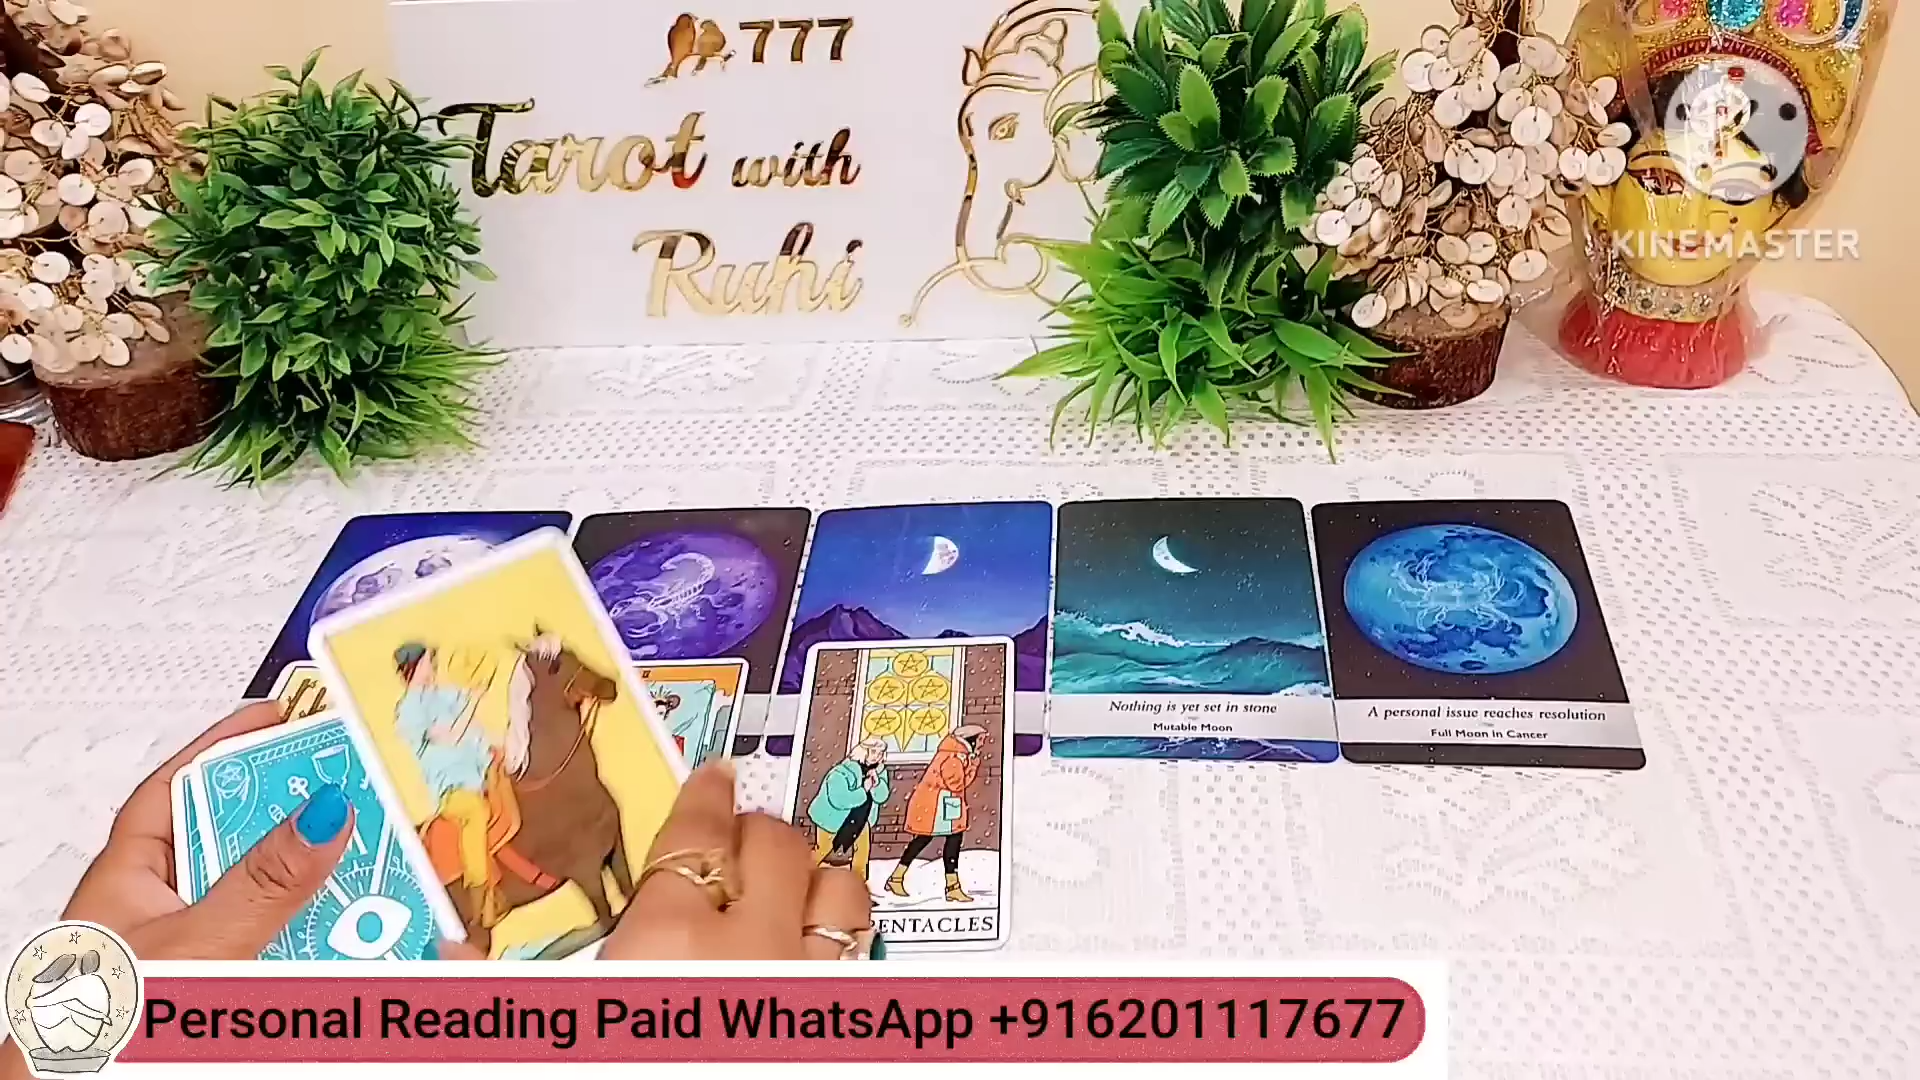 777
Tarot with
Ruhi
KINEMASTER
Nothing is yet set in stone
Mutable Moon
A personal issue reaches resolution
Full Moon in Cancer
PENTACLES
Personal Reading Paid WhatsApp +916201117677